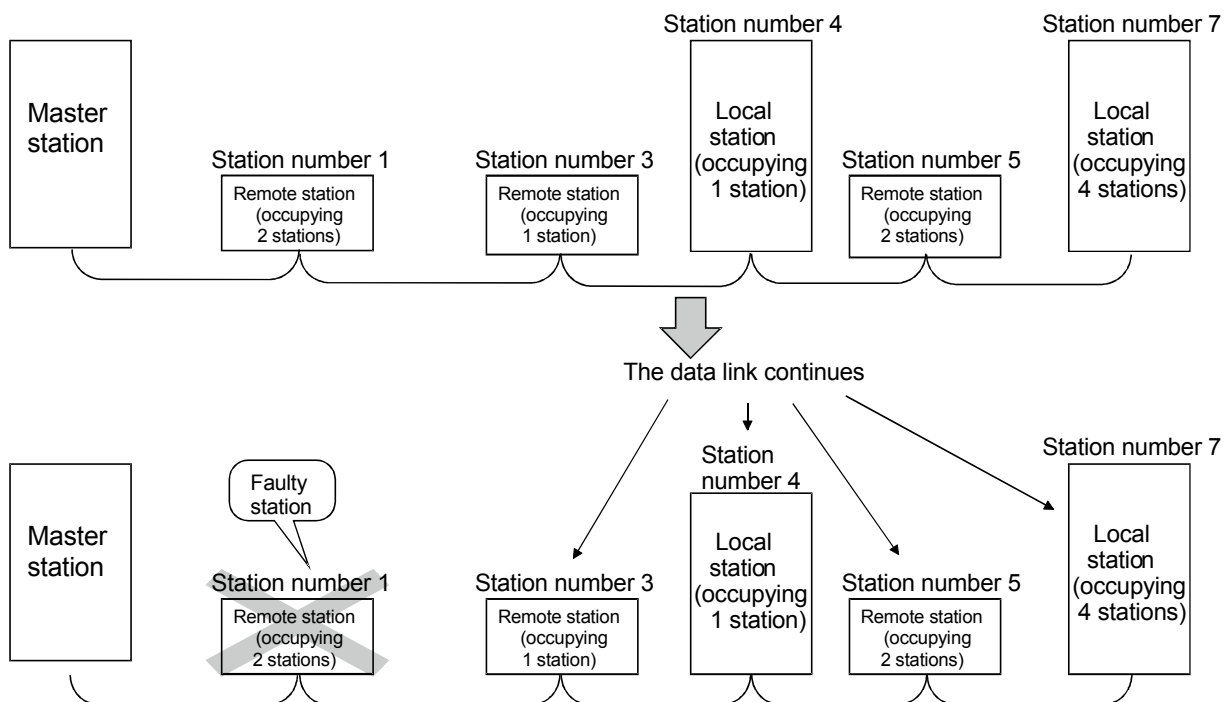 Station number 4
Station number 7
Master
station
Station number 1
Remote station
(occupying
2 stations)
Station number 3
Remote station
(occupying
1 station)
Local
station
(occupying
1 station)
Station number 5
Remote station
(occupying
2 stations)
Local
station
(occupying
4 stations)
The data link continues
Master
station
Faulty
station
Station number 1
Remote station
(occupying
2 stations)
Station number 3
Remote station
(occupying
1 station)
Station
number 4
Local
station
(occupying
1 station)
Station number 5
Remote station
(occupying
2 stations)
Station number 7
Local
station
(occupying
4 stations)